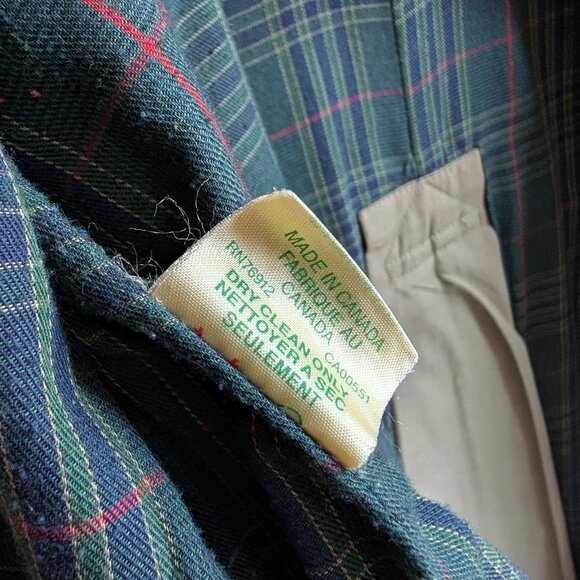 MADE IN CANADA
FABRIQUE AU
CANADA
RN76912 CA00551
DRY CLEAN ONLY
NETTOYER A SEC
SEULEMENT